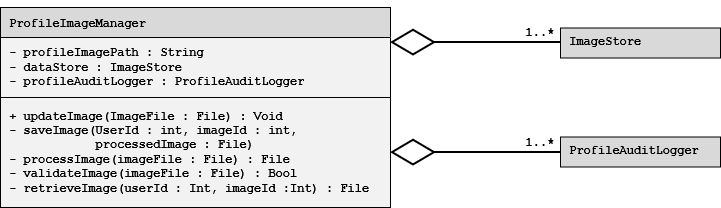 ProfileImageManager
- profileImagePath : String
- dataStore : ImageStore
- profileAuditLogger : ProfileAuditLogger
+ updateImage(ImageFile : File) : Void
- saveImage(UserId : int, imageId : int,
processedImage : File)
- processImage(imageFile : File) : File
- validateImage(imageFile : File) : Bool
- retrieveImage(userId : Int, imageId :Int) : File
1..*
ImageStore
1..*
ProfileAuditLogger